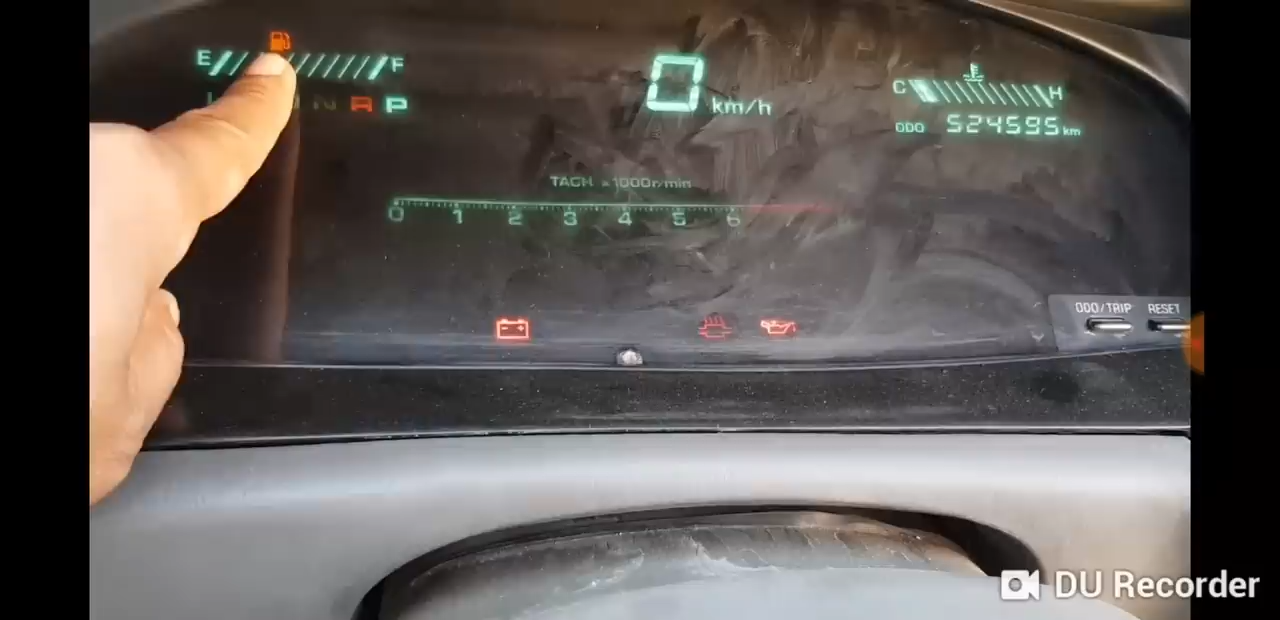 E F
N R P
0 km/h
C H
ODO 524595 km
TACH x1000r/min
0 1 2 3 4 5 6
ODO/TRIP RESET
DU Recorder